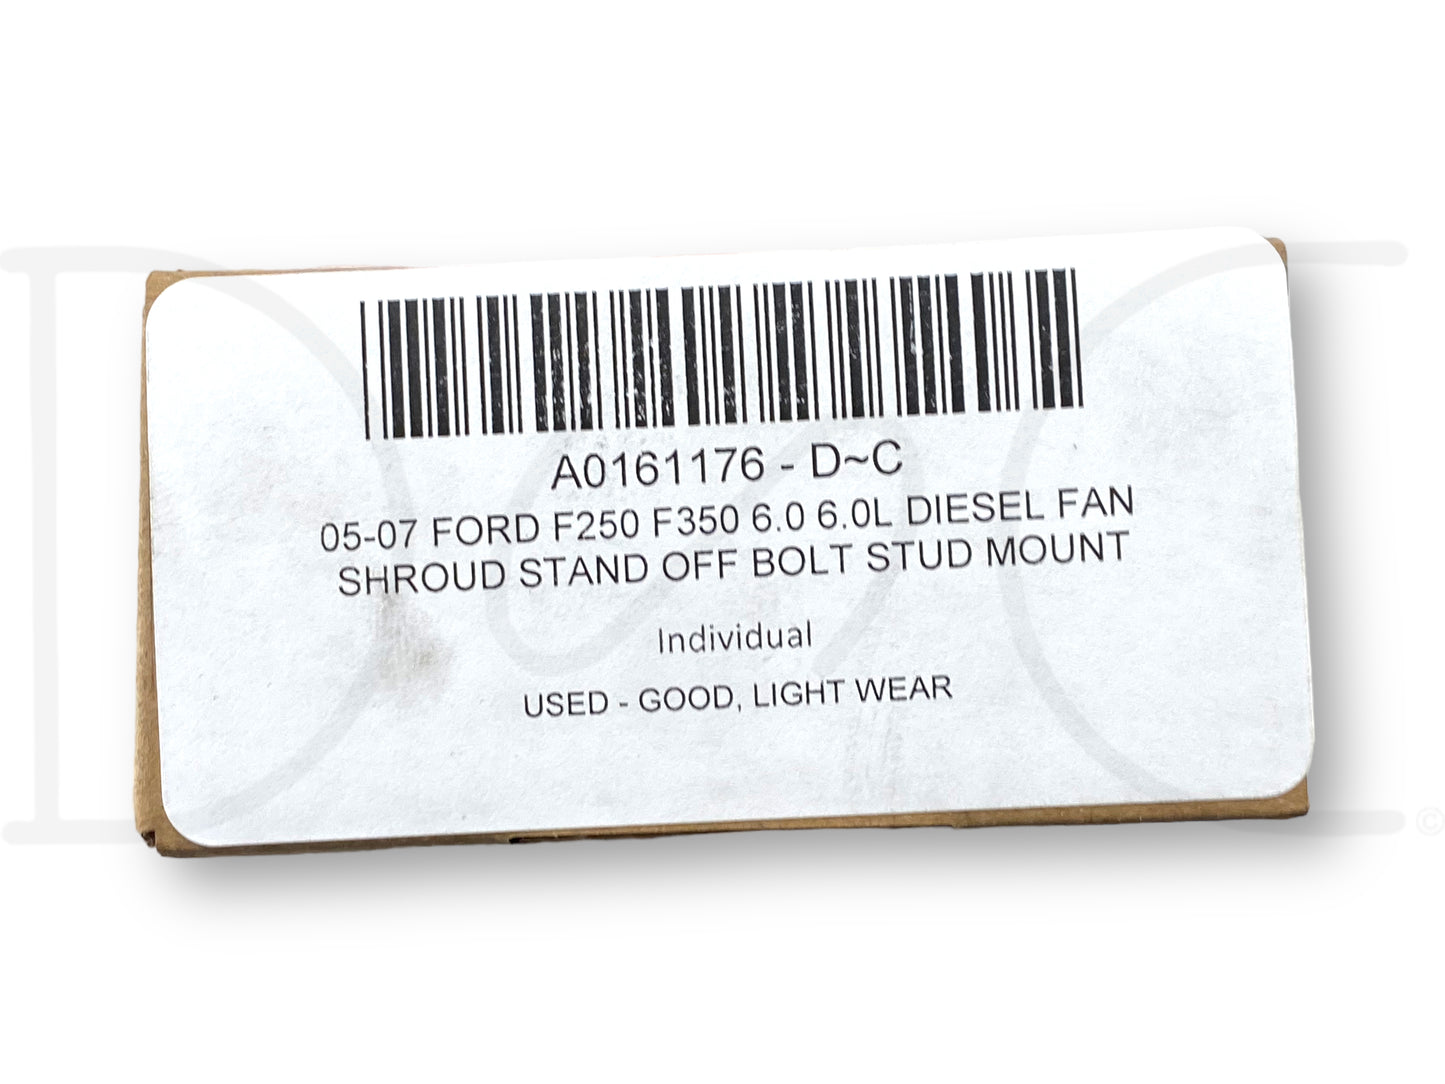 A0161176 - D~C
05-07 FORD F250 F350 6.0 6.0L DIESEL FAN
SHROUD STAND OFF BOLT STUD MOUNT
Individual
USED - GOOD, LIGHT WEAR
D~C ©